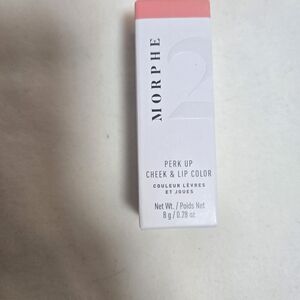 MORPHE
2
PERK UP
CHEEK & LIP COLOR
COULEUR LÈVRES
ET JOUES
Net Wt. / Poids Net
8 g / 0.28 oz